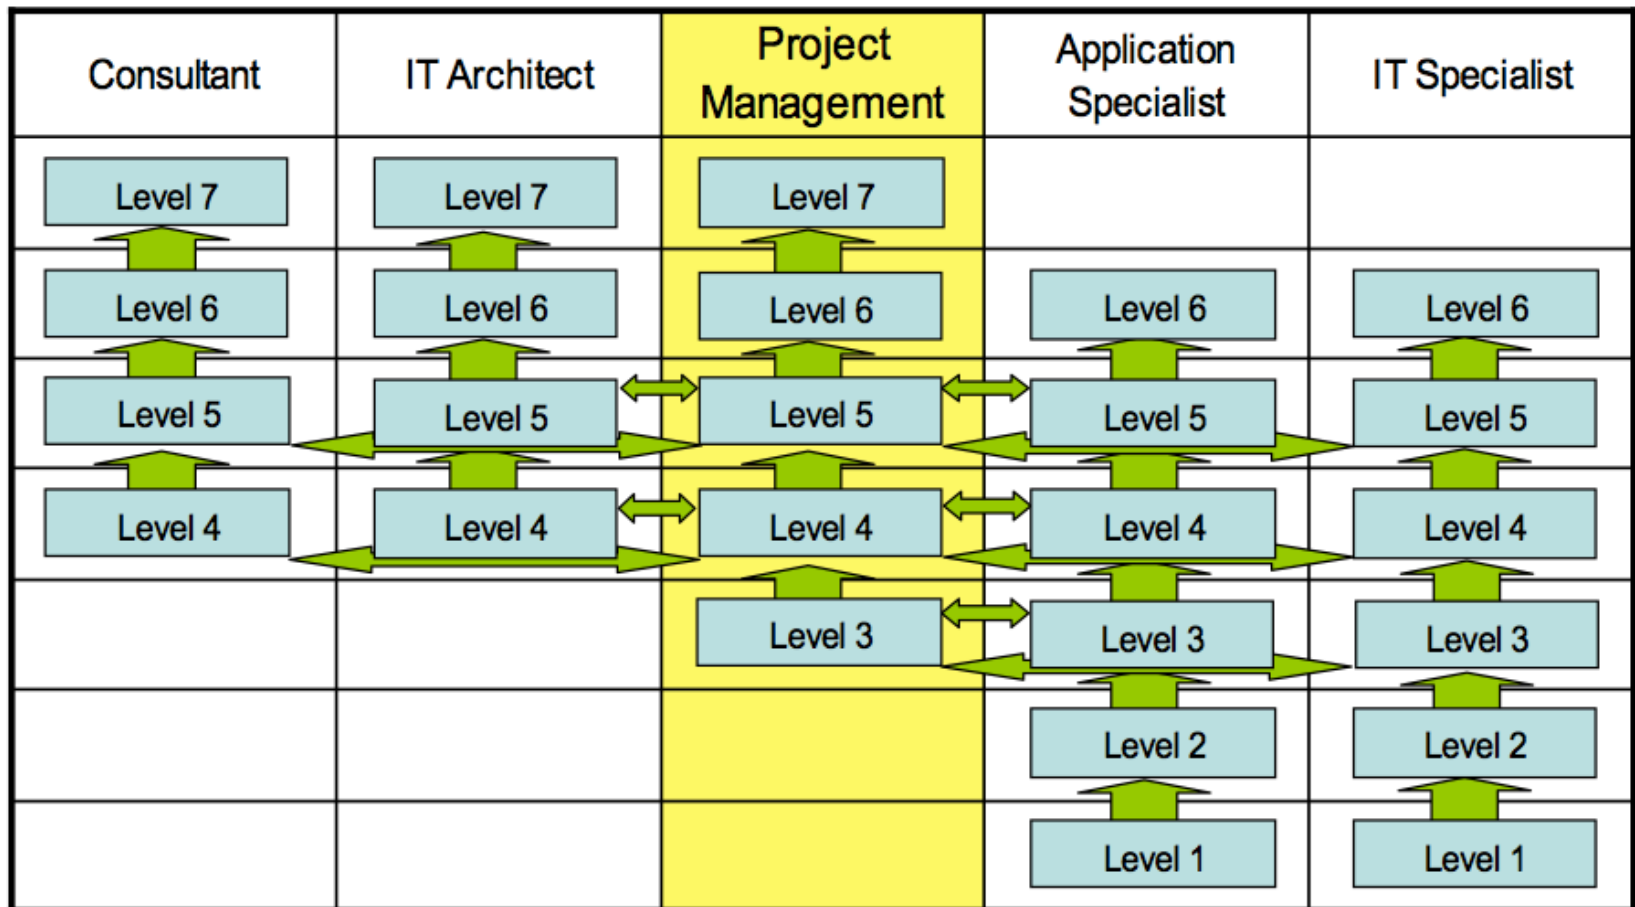 Consultant
IT Architect
Project
Management
Application
Specialist
IT Specialist
Level 7
Level 7
Level 7
Level 6
Level 6
Level 6
Level 6
Level 6
Level 5
Level 5
Level 5
Level 5
Level 5
Level 4
Level 4
Level 4
Level 4
Level 4
Level 3
Level 3
Level 3
Level 2
Level 2
Level 1
Level 1